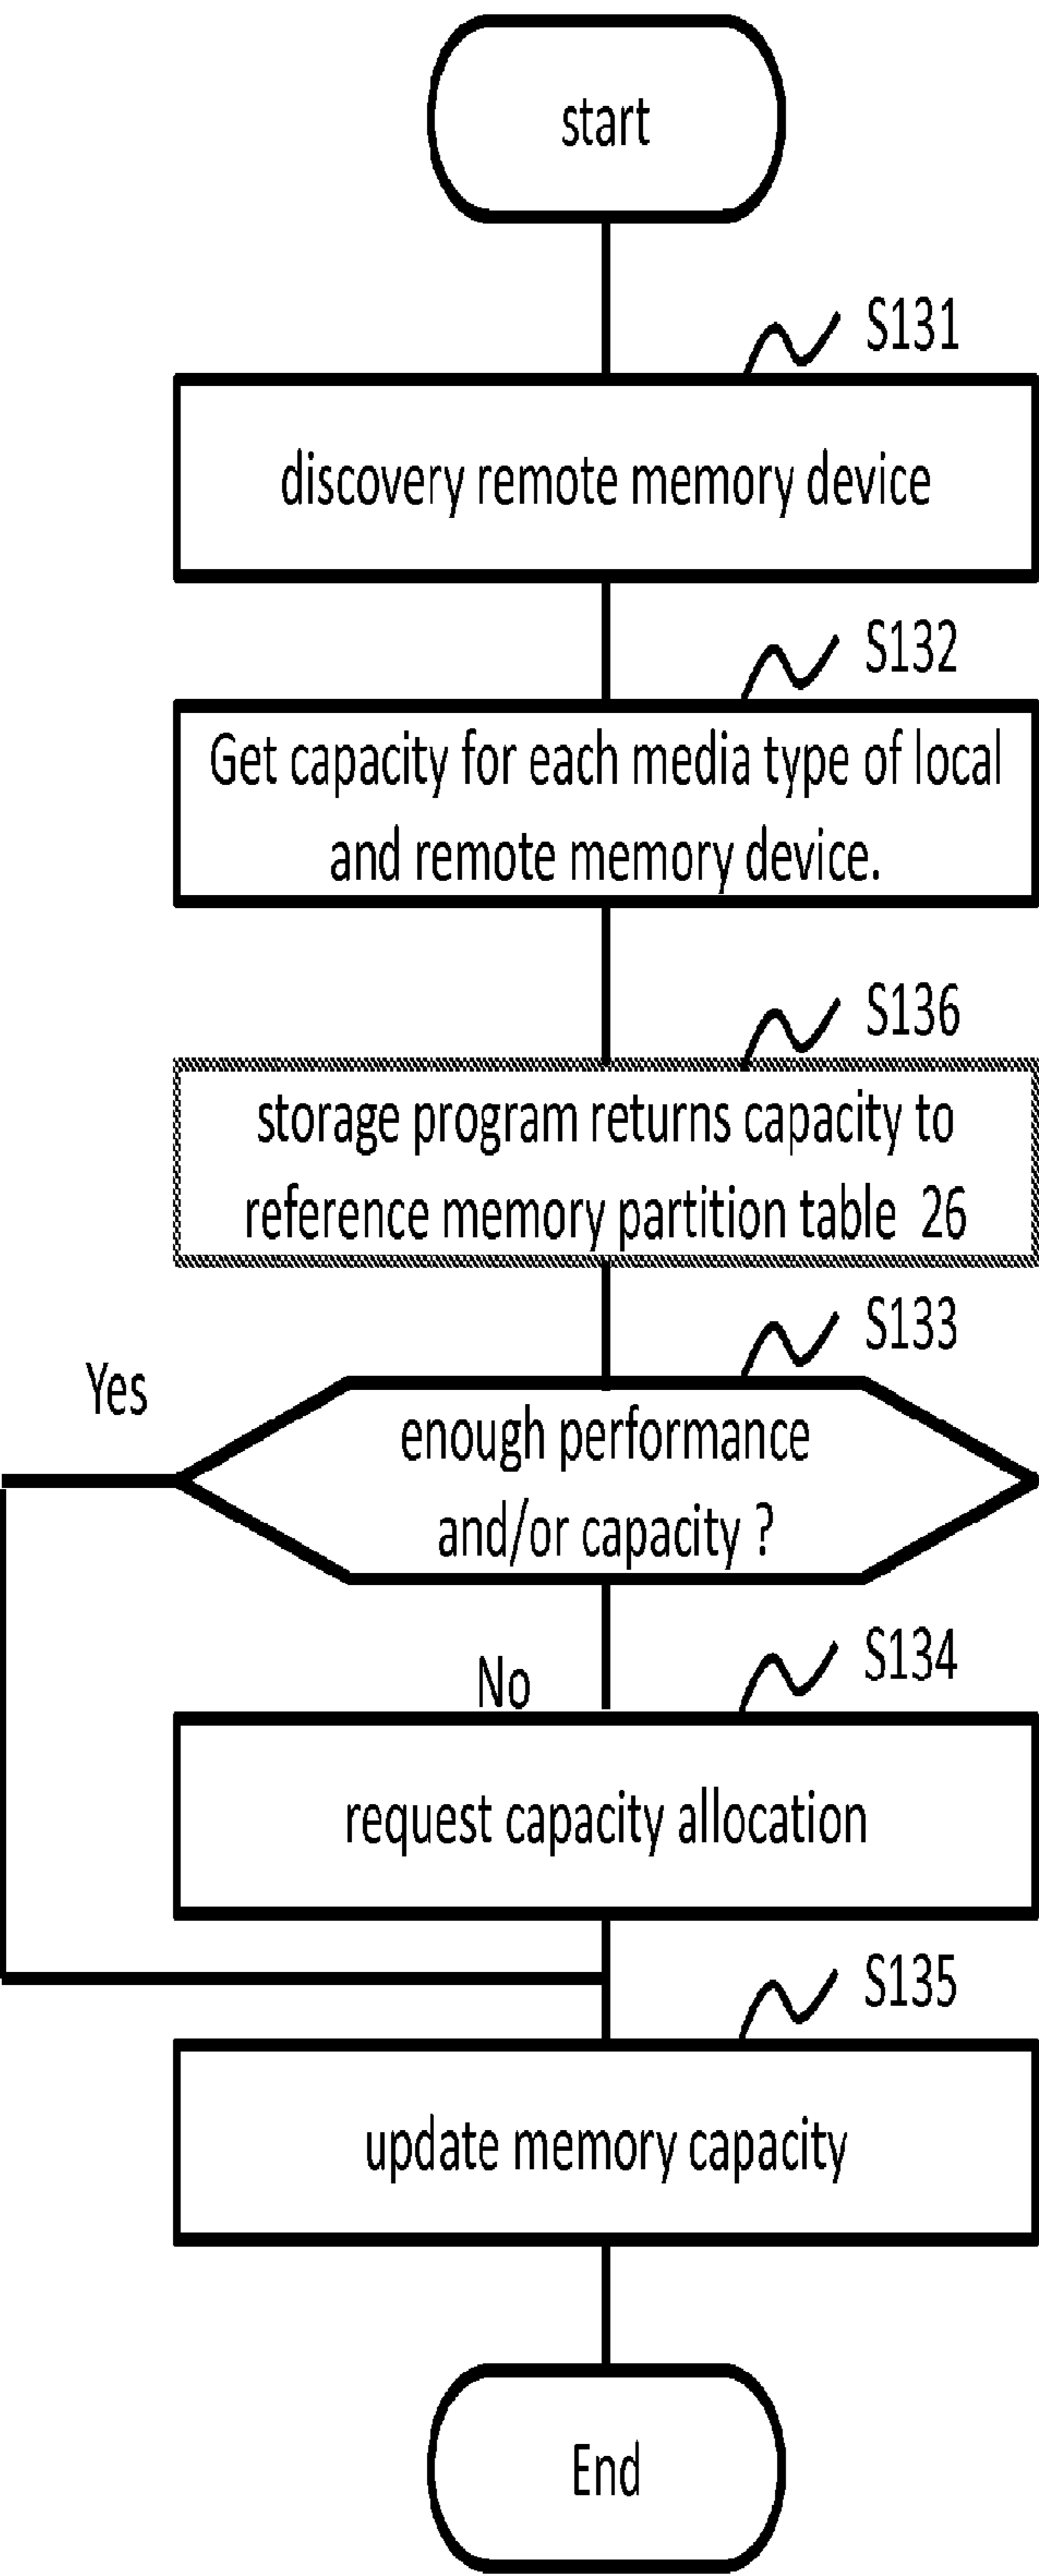 start
S131
discovery remote memory device
S132
Get capacity for each media type of local
and remote memory device.
S136
storage program returns capacity to
reference memory partition table 26
S133
Yes
enough performance
and/or capacity ?
No
S134
request capacity allocation
S135
update memory capacity
End